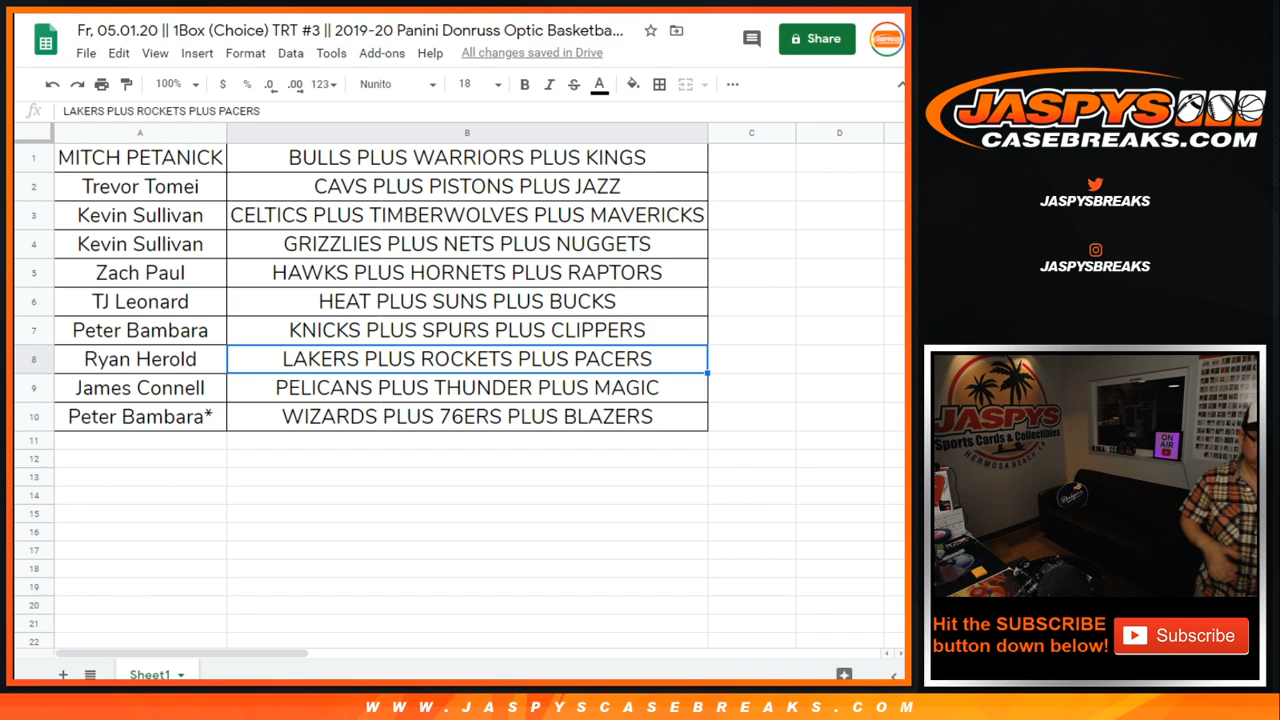 Fr, 05.01.20 || 1Box (Choice) TRT #3 || 2019-20 Panini Donruss Optic Basketba...
File Edit View Insert Format Data Tools Add-ons Help All changes saved in Drive
Share
100% $ % .0 .00 123 Nunito 18 B I S A
fx LAKERS PLUS ROCKETS PLUS PACERS
A B C D
1 MITCH PETANICK BULLS PLUS WARRIORS PLUS KINGS
2 Trevor Tomei CAVS PLUS PISTONS PLUS JAZZ
3 Kevin Sullivan CELTICS PLUS TIMBERWOLVES PLUS MAVERICKS
4 Kevin Sullivan GRIZZLIES PLUS NETS PLUS NUGGETS
5 Zach Paul HAWKS PLUS HORNETS PLUS RAPTORS
6 TJ Leonard HEAT PLUS SUNS PLUS BUCKS
7 Peter Bambara KNICKS PLUS SPURS PLUS CLIPPERS
8 Ryan Herold LAKERS PLUS ROCKETS PLUS PACERS
9 James Connell PELICANS PLUS THUNDER PLUS MAGIC
10 Peter Bambara* WIZARDS PLUS 76ERS PLUS BLAZERS
11
12
13
14
15
16
17
18
19
20
21
22
Sheet1
JASPYS
CASEBREAKS.COM
JASPYSBREAKS
JASPYSBREAKS
JASPYS
Sports Cards & Collectibles
HERMOSA BEACH, CA
ON
AIR
Dodgers
Hit the SUBSCRIBE
button down below!
Subscribe
WWW.JASPYSCASEBREAKS.COM